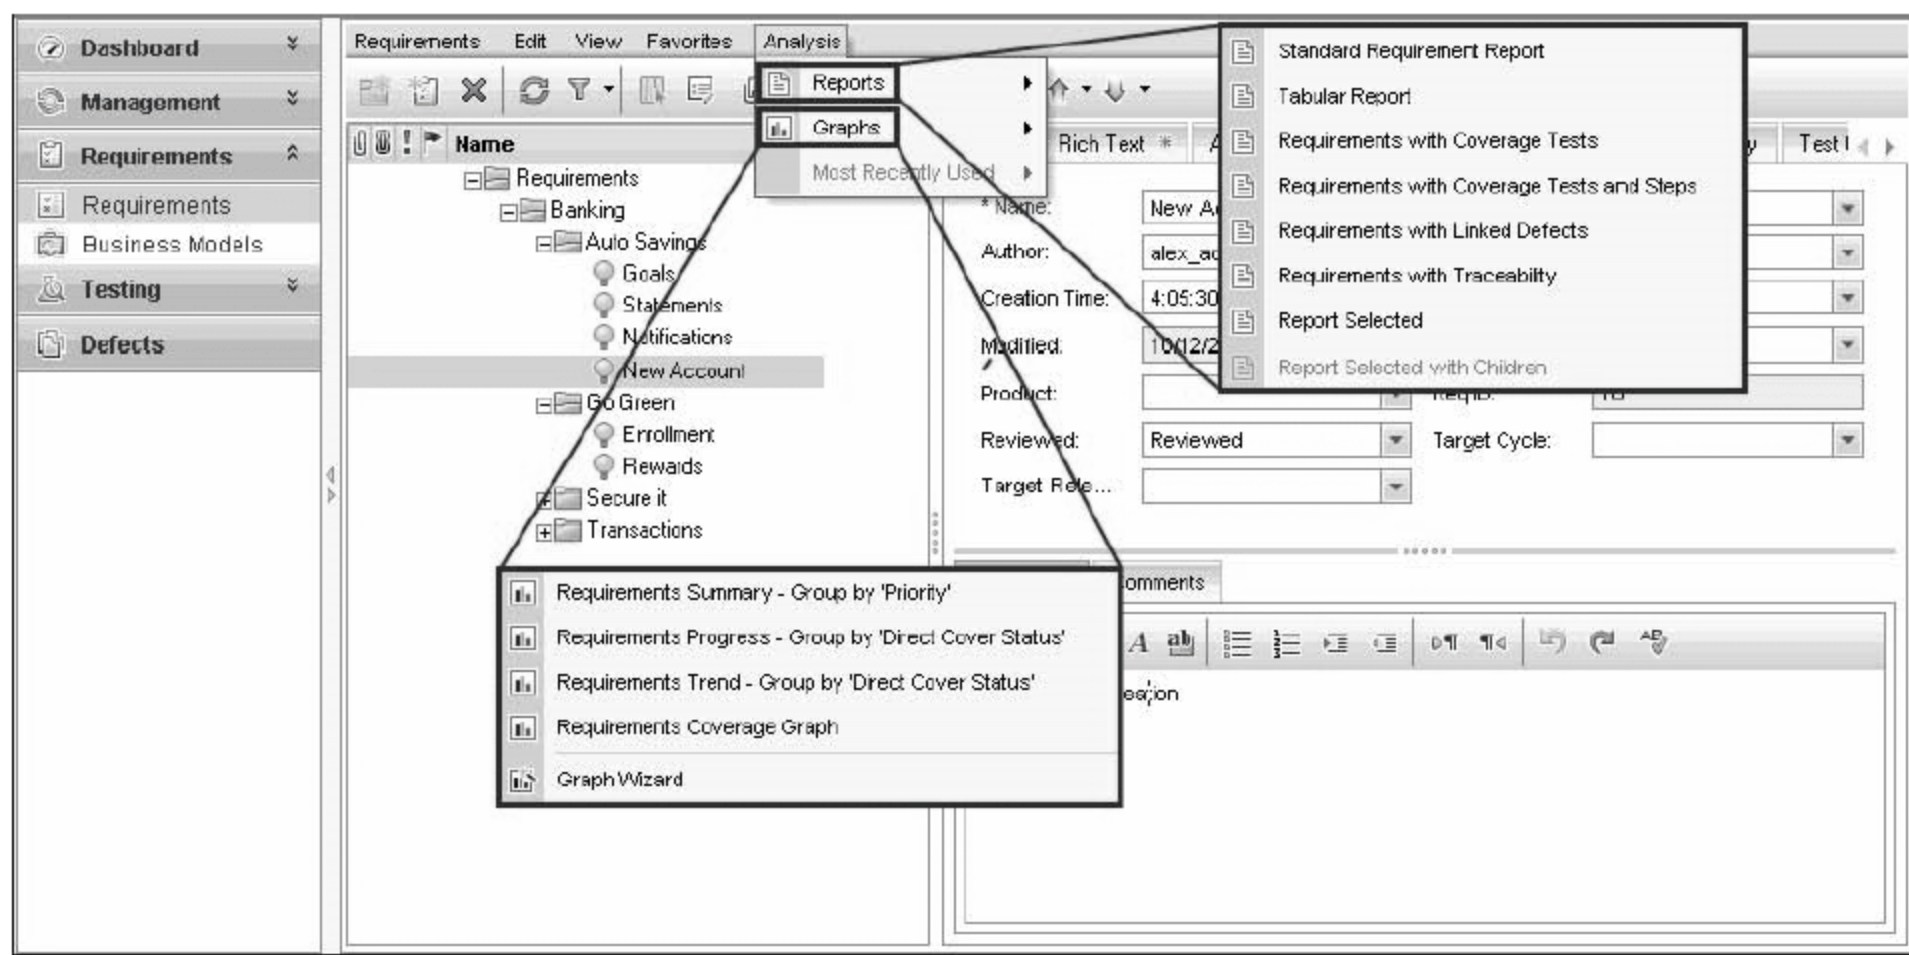 Dashboard
Management
Requirements
Requirements
Business Models
Testing
Defects
Requirements Edit View Favorites Analysis
Reports
Graphs
Most Recently Used
Name
Requirements
Banking
Auto Savings
Goals
Statements
Notifications
New Account
Go Green
Enrollment
Rewards
Secure it
Transactions
Rich Text *
Test
* Name: New
Author:
Creation Time: 4:05:30
Modified: 10/12/2
Product:
Reviewed: Reviewed Target Cycle:
Target Rele...
Standard Requirement Report
Tabular Report
Requirements with Coverage Tests
Requirements with Coverage Tests and Steps
Requirements with Linked Defects
Requirements with Traceability
Report Selected
Report Selected with Children
Requirements Summary - Group by 'Priority'
Requirements Progress - Group by 'Direct Cover Status'
Requirements Trend - Group by 'Direct Cover Status'
Requirements Coverage Graph
Graph Wizard
omments